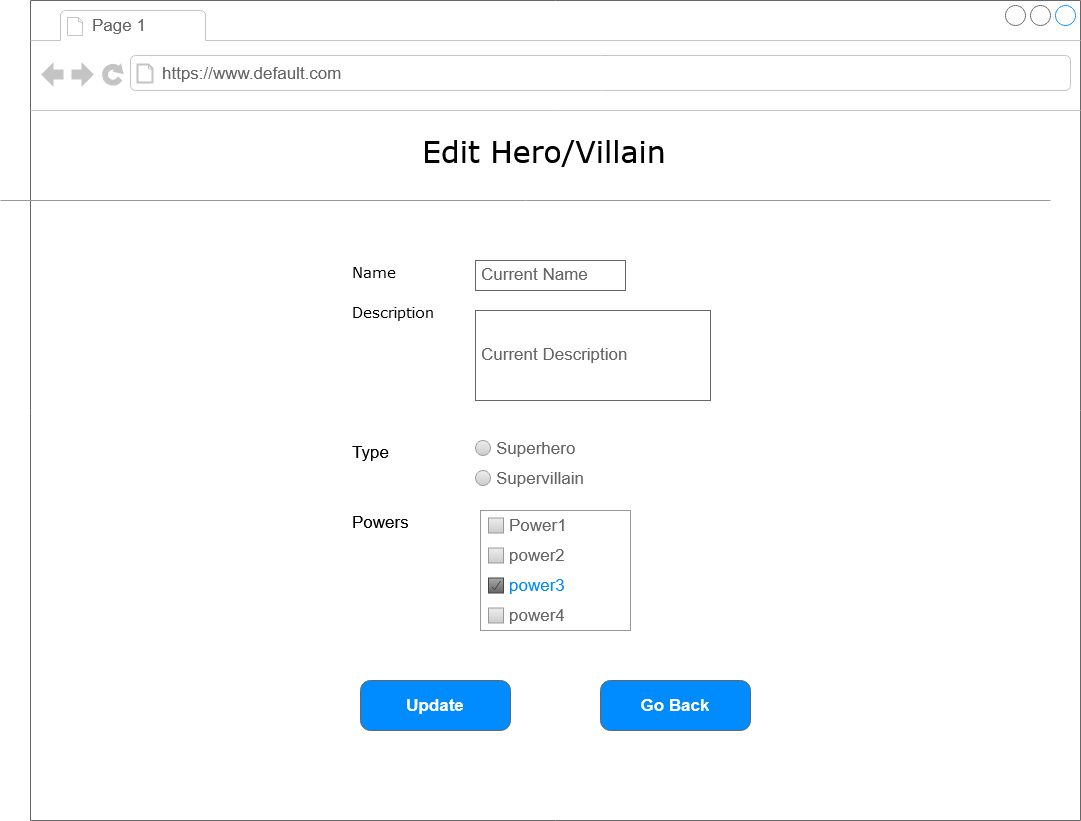 Page 1
https://www.default.com
Edit Hero/Villain
Name
Current Name
Description
Current Description
Type
Superhero
Supervillain
Powers
Power1
power2
power3
power4
Update
Go Back